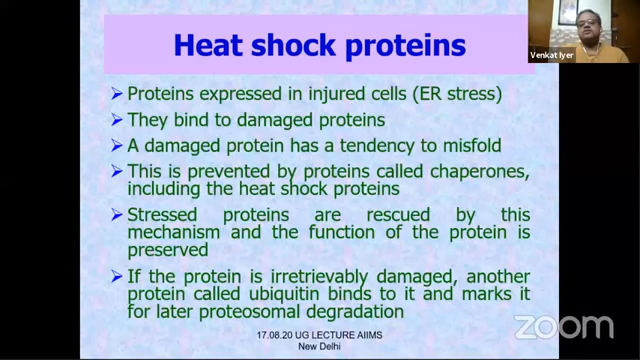 Heat shock proteins
Venkat Iyer
Proteins expressed in injured cells (ER stress)
They bind to damaged proteins
A damaged protein has a tendency to misfold
This is prevented by proteins called chaperones,
including the heat shock proteins
Stressed proteins are rescued by this
mechanism and the function of the protein is
preserved
If the protein is irretrievably damaged, another
protein called ubiquitin binds to it and marks it
for later proteosomal degradation
17.08.20 UG LECTURE AIIMS
New Delhi
zoom